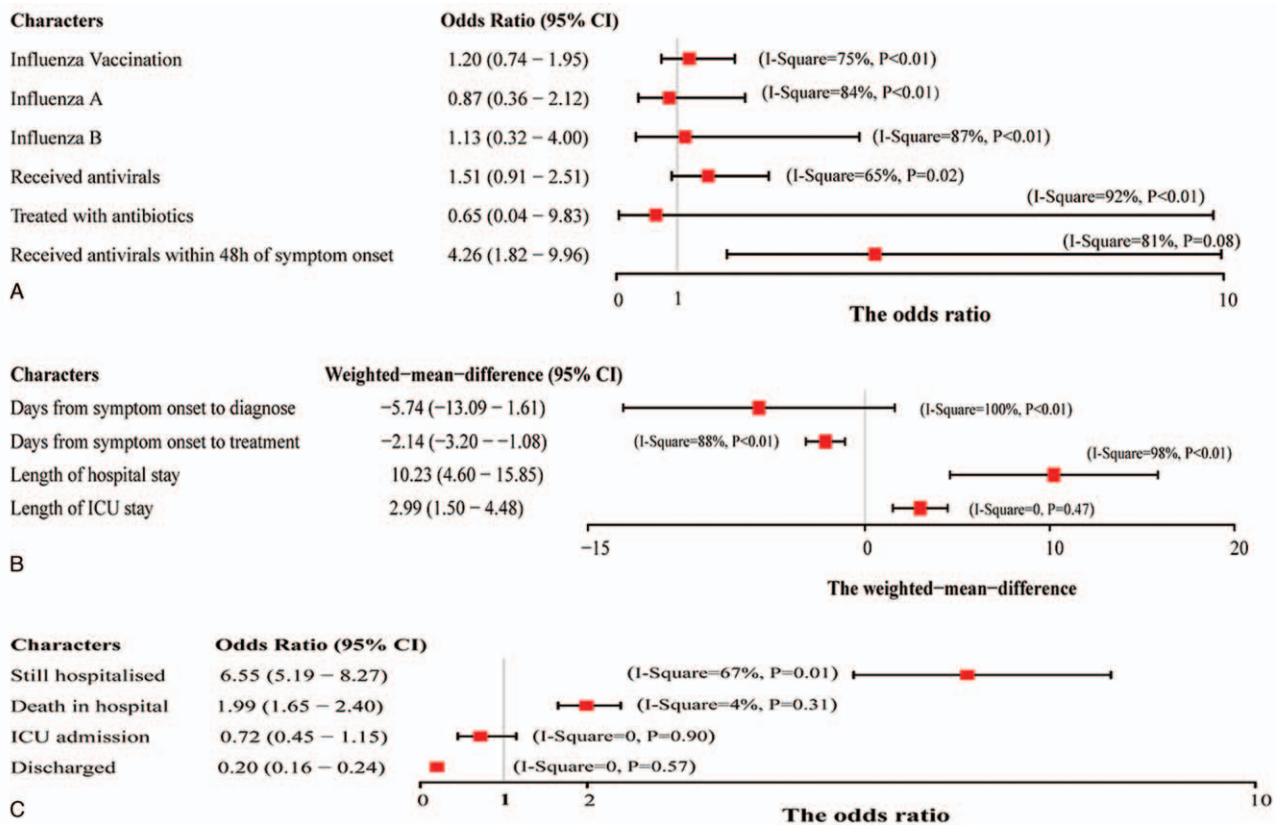 Characters Odds Ratio (95% CI)
Influenza Vaccination 1.20 (0.74 − 1.95) (I-Square=75%, P<0.01)
Influenza A 0.87 (0.36 − 2.12) (I-Square=84%, P<0.01)
Influenza B 1.13 (0.32 − 4.00) (I-Square=87%, P<0.01)
Received antivirals 1.51 (0.91 − 2.51) (I-Square=65%, P=0.02)
Treated with antibiotics 0.65 (0.04 − 9.83) (I-Square=92%, P<0.01)
Received antivirals within 48h of symptom onset 4.26 (1.82 − 9.96) (I-Square=81%, P=0.08)
A
0 1 10
The odds ratio
Characters Weighted−mean−difference (95% CI)
Days from symptom onset to diagnose −5.74 (−13.09 − 1.61) (I-Square=100%, P<0.01)
Days from symptom onset to treatment −2.14 (−3.20 − −1.08) (I-Square=88%, P<0.01)
Length of hospital stay 10.23 (4.60 − 15.85) (I-Square=98%, P<0.01)
Length of ICU stay 2.99 (1.50 − 4.48) (I-Square=0, P=0.47)
−15 0 10 20
B
The weighted−mean−difference
Characters Odds Ratio (95% CI)
Still hospitalised 6.55 (5.19 − 8.27) (I-Square=67%, P=0.01)
Death in hospital 1.99 (1.65 − 2.40) (I-Square=4%, P=0.31)
ICU admission 0.72 (0.45 − 1.15) (I-Square=0, P=0.90)
Discharged 0.20 (0.16 − 0.24) (I-Square=0, P=0.57)
0 1 2 10
C
The odds ratio